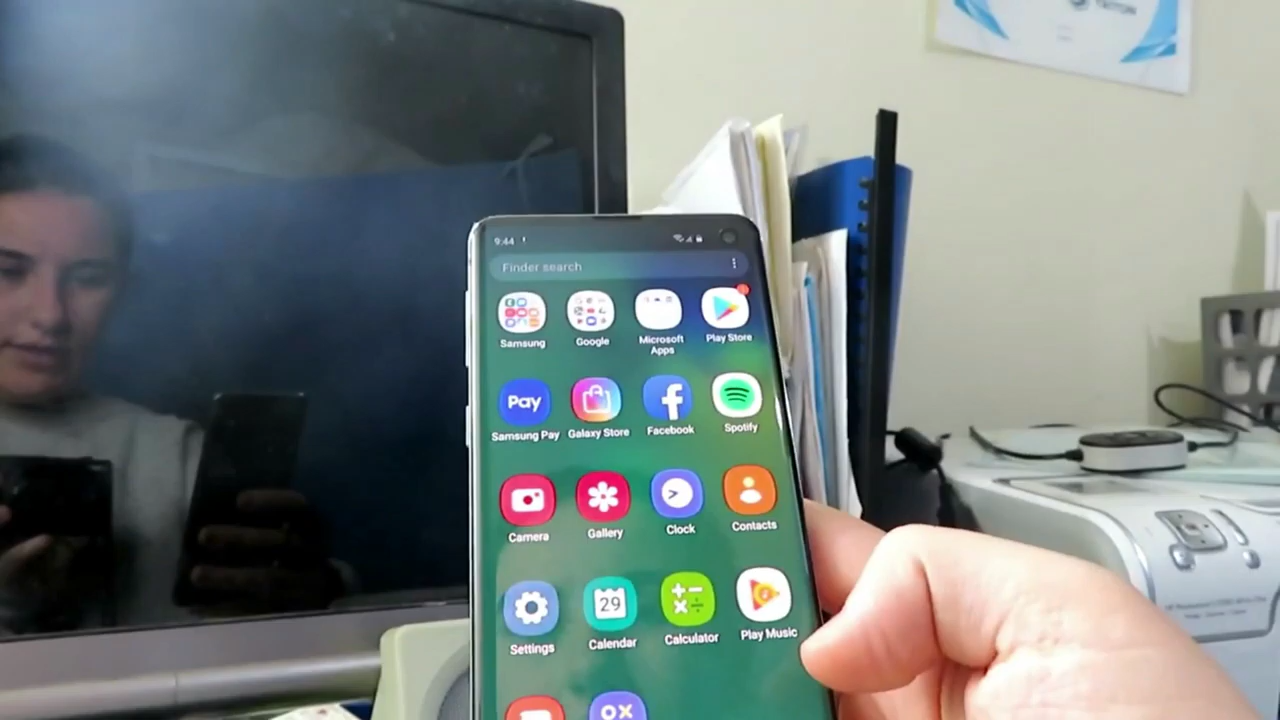 9:44
Finder search
Samsung
Google
Microsoft
Apps
Play Store
Pay
Samsung Pay
Galaxy Store
Facebook
Spotify
Camera
Gallery
Clock
Contacts
29
Settings
Calendar
Calculator
Play Music